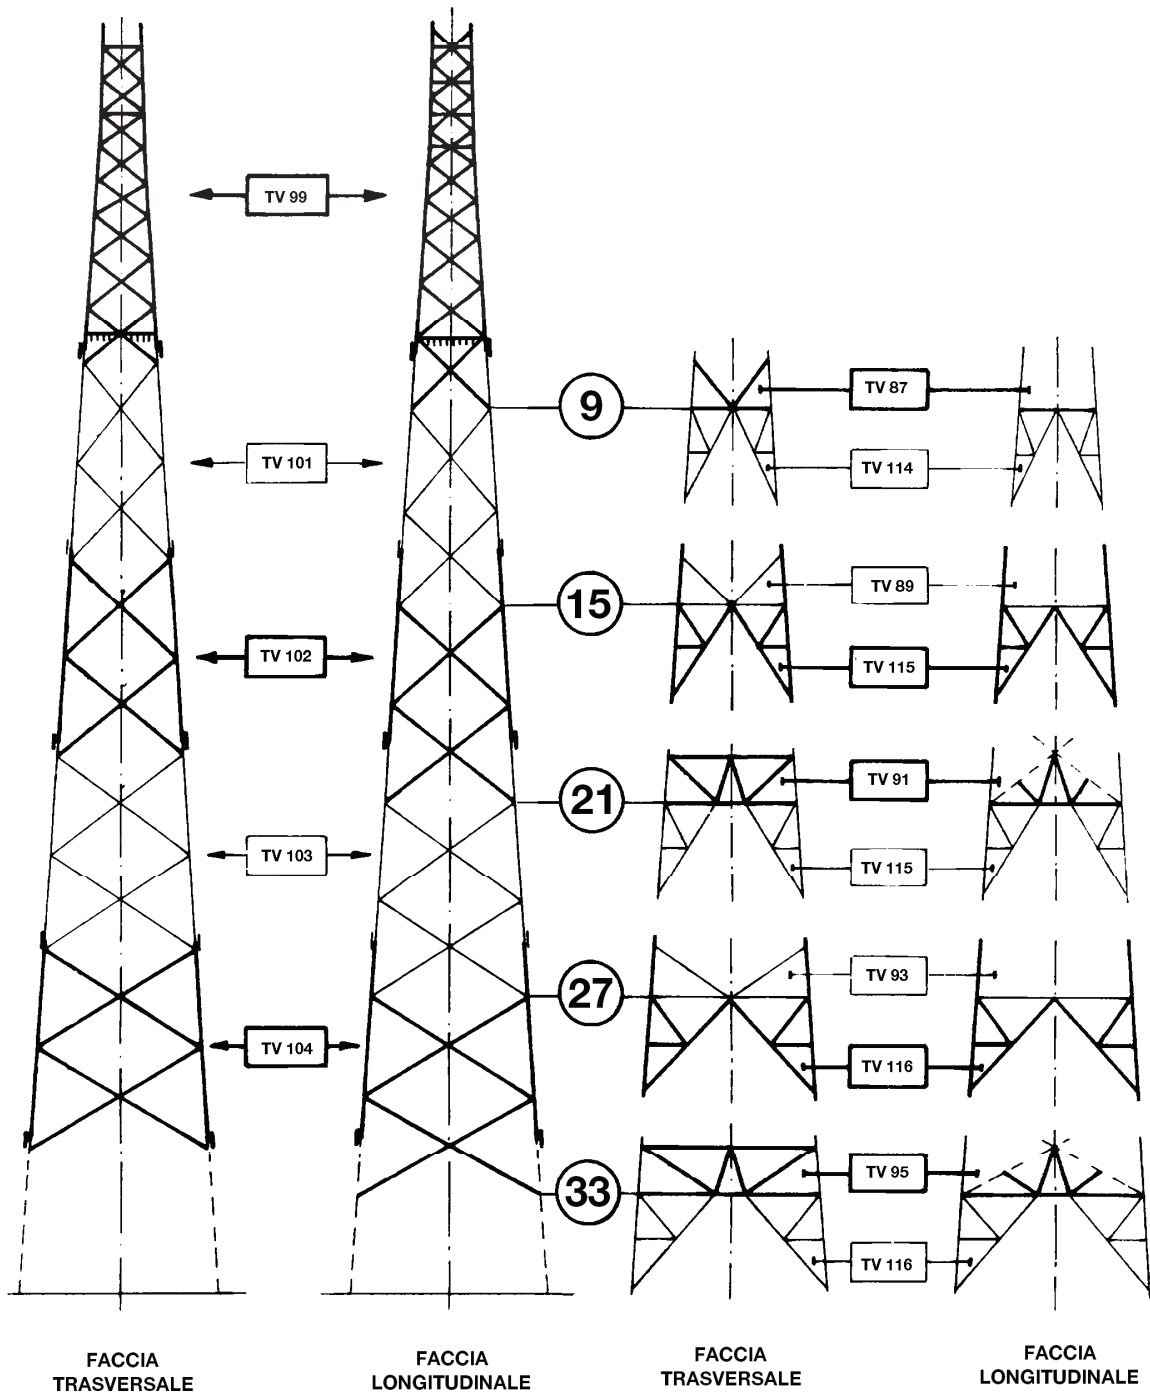 TV 99
9
TV 87
TV 101
TV 114
15
TV 89
TV 102
TV 115
21
TV 91
TV 103
TV 115
27
TV 93
TV 104
TV 116
33
TV 95
TV 116
FACCIA
TRASVERSALE
FACCIA
LONGITUDINALE
FACCIA
TRASVERSALE
FACCIA
LONGITUDINALE